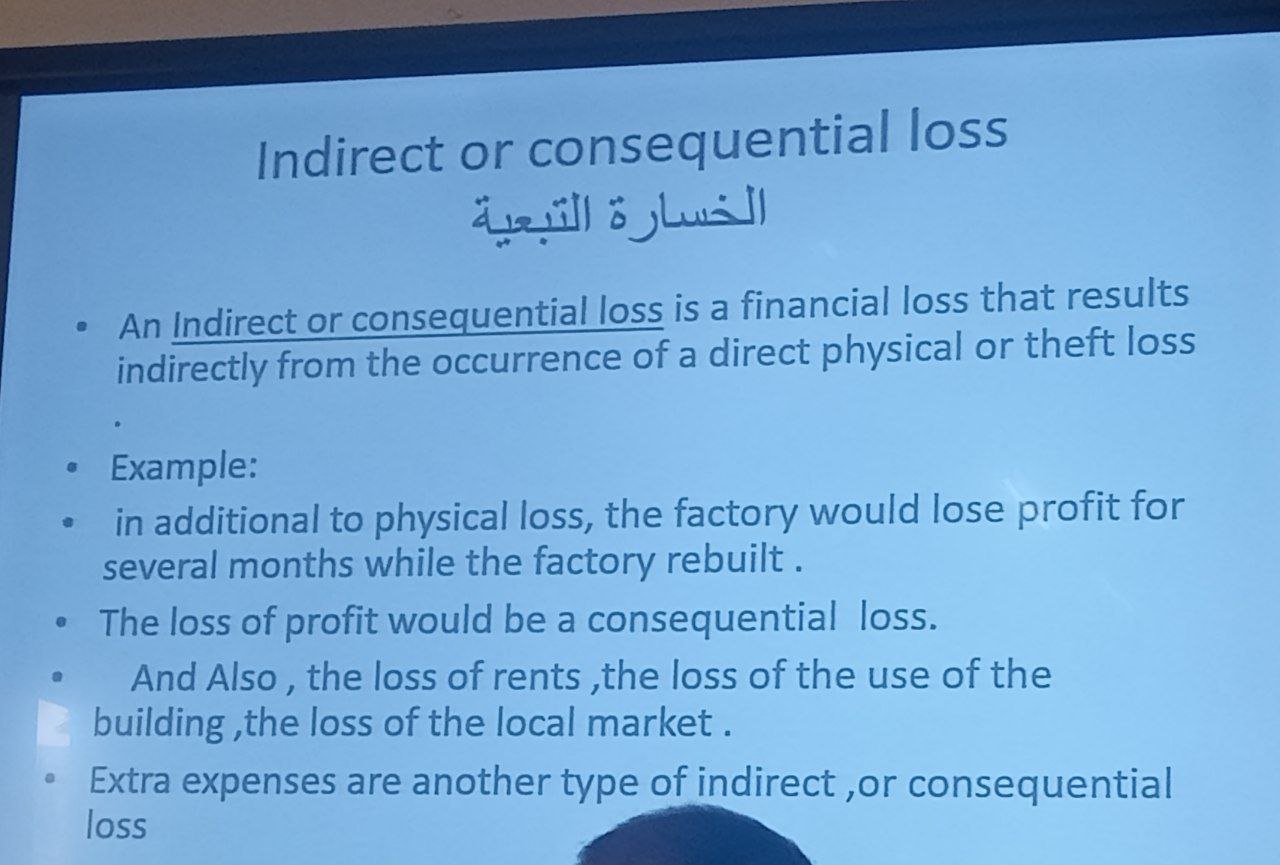 Indirect or consequential loss
الخسارة التبعية
• An Indirect or consequential loss is a financial loss that results
indirectly from the occurrence of a direct physical or theft loss
.
• Example:
• in additional to physical loss, the factory would lose profit for
several months while the factory rebuilt .
• The loss of profit would be a consequential loss.
• And Also , the loss of rents ,the loss of the use of the
building ,the loss of the local market .
• Extra expenses are another type of indirect ,or consequential
loss